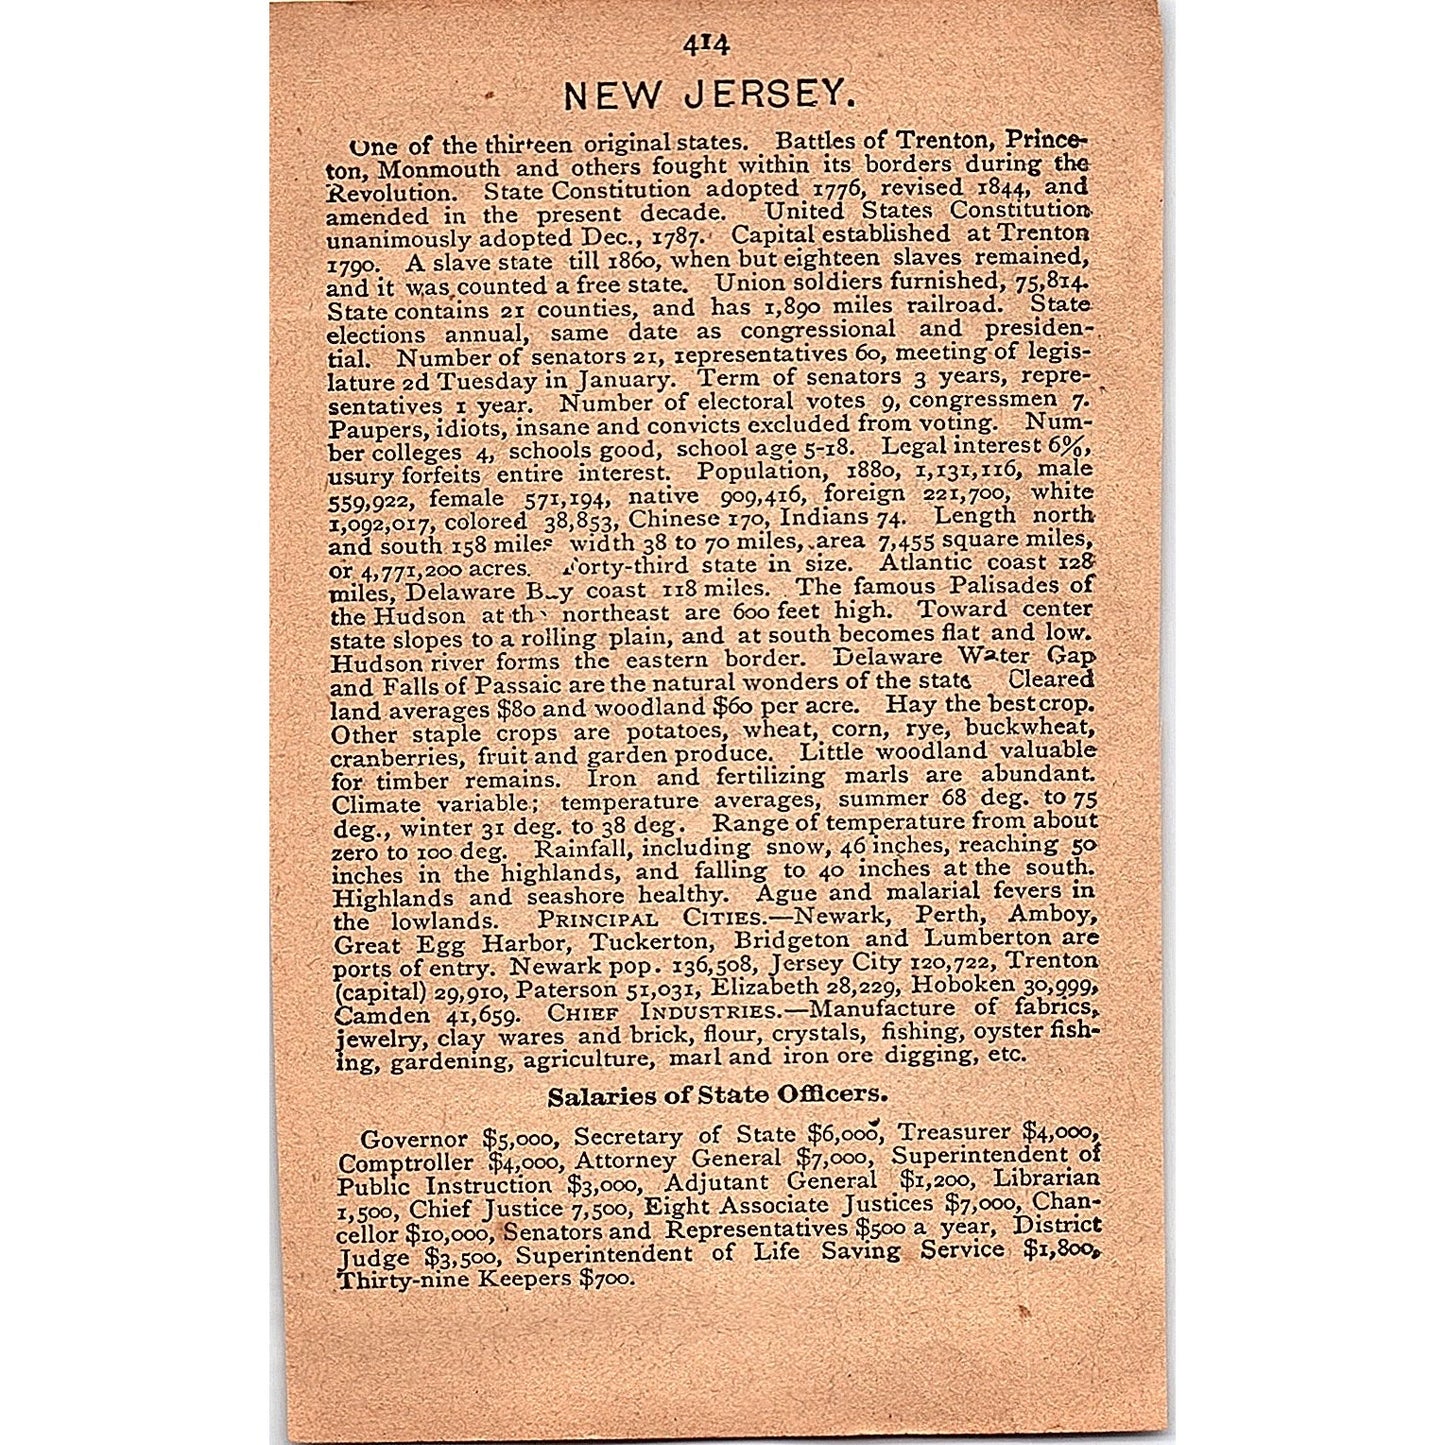 414
NEW JERSEY.
One of the thirteen original states. Battles of Trenton, Prince-
ton, Monmouth and others fought within its borders during the
Revolution. State Constitution adopted 1776, revised 1844, and
amended in the present decade. United States Constitution
unanimously adopted Dec., 1787. Capital established at Trenton
1790. A slave state till 1860, when but eighteen slaves remained,
and it was counted a free state. Union soldiers furnished, 75,814.
State contains 21 counties, and has 1,890 miles railroad. State
elections annual, same date as congressional and presiden-
tial. Number of senators 21, representatives 60, meeting of legis-
lature 2d Tuesday in January. Term of senators 3 years, repre-
sentatives 1 year. Number of electoral votes 9, congressmen 7.
Paupers, idiots, insane and convicts excluded from voting. Num-
ber colleges 4, schools good, school age 5-18. Legal interest 6%,
usury forfeits entire interest. Population, 1880, 1,131,116, male
559,922, female 571,194, native 909,416, foreign 221,700, white
1,092,017, colored 38,853, Chinese 170, Indians 74. Length north
and south 158 miles width 38 to 70 miles, area 7,455 square miles,
or 4,771,200 acres. Forty-third state in size. Atlantic coast 128
miles, Delaware Bay coast 118 miles. The famous Palisades of
the Hudson at the northeast are 600 feet high. Toward center
state slopes to a rolling plain, and at south becomes flat and low.
Hudson river forms the eastern border. Delaware Water Gap
and Falls of Passaic are the natural wonders of the state Cleared
land averages $80 and woodland $60 per acre. Hay the best crop.
Other staple crops are potatoes, wheat, corn, rye, buckwheat,
cranberries, fruit and garden produce. Little woodland valuable
for timber remains. Iron and fertilizing marls are abundant.
Climate variable; temperature averages, summer 68 deg. to 75
deg., winter 31 deg. to 38 deg. Range of temperature from about
zero to 100 deg. Rainfall, including snow, 46 inches, reaching 50
inches in the highlands, and falling to 40 inches at the south.
Highlands and seashore healthy. Ague and malarial fevers in
the lowlands. PRINCIPAL CITIES.—Newark, Perth, Amboy,
Great Egg Harbor, Tuckerton, Bridgeton and Lumberton are
ports of entry. Newark pop. 136,508, Jersey City 120,722, Trenton
(capital) 29,910, Paterson 51,031, Elizabeth 28,229, Hoboken 30,999,
Camden 41,659. CHIEF INDUSTRIES.—Manufacture of fabrics,
jewelry, clay wares and brick, flour, crystals, fishing, oyster fish-
ing, gardening, agriculture, marl and iron ore digging, etc.
Salaries of State Officers.
Governor $5,000, Secretary of State $6,000, Treasurer $4,000,
Comptroller $4,000, Attorney General $7,000, Superintendent of
Public Instruction $3,000, Adjutant General $1,200, Librarian
1,500, Chief Justice 7,500, Eight Associate Justices $7,000, Chan-
cellor $10,000, Senators and Representatives $500 a year, District
Judge $3,500, Superintendent of Life Saving Service $1,800,
Thirty-nine Keepers $700.